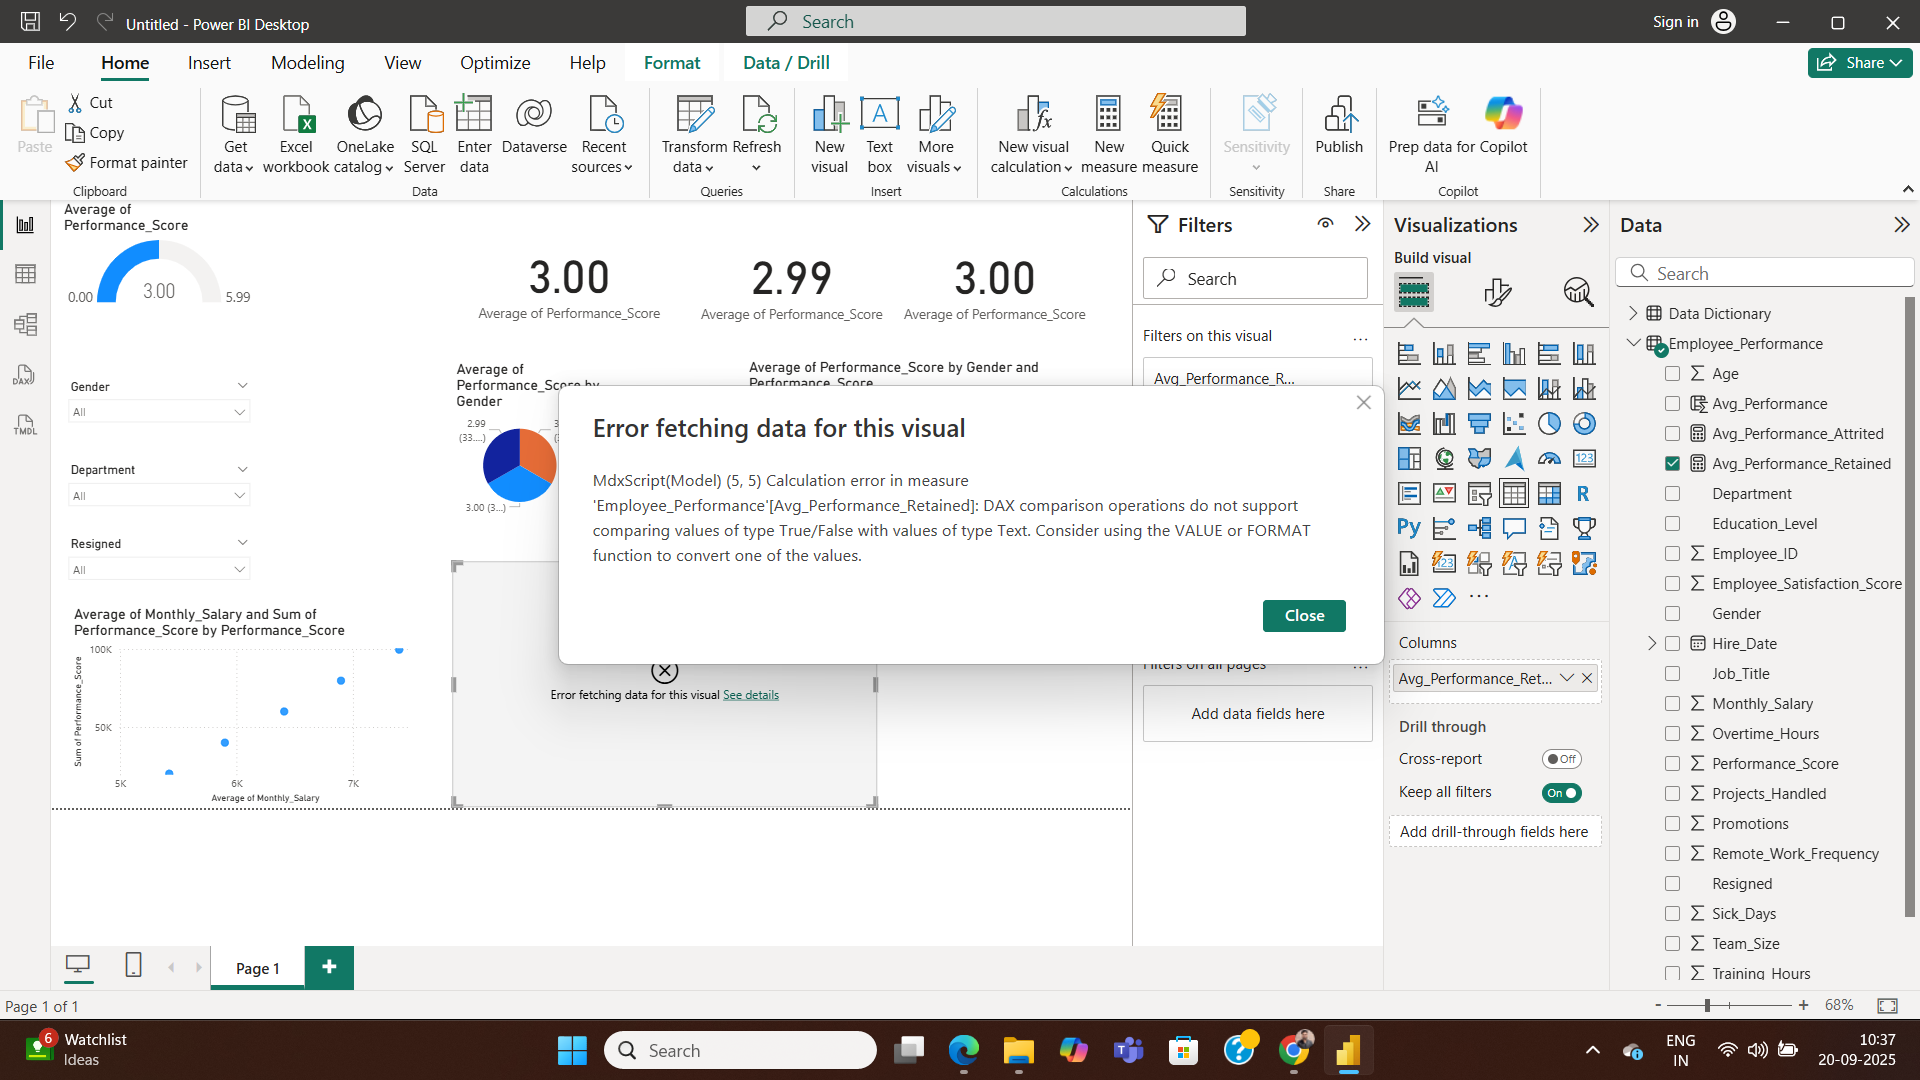 Untitled - Power BI Desktop
Search
Sign in
File
Home
Insert
Modeling
View
Optimize
Help
Format
Data / Drill
Share
Paste
Cut
Copy
Format painter
Clipboard
Get data
Excel workbook
OneLake catalog
SQL Server
Enter data
Dataverse
Recent sources
Data
Transform data
Refresh
Queries
New visual
Text box
More visuals
Insert
New visual calculation
New measure
Quick measure
Calculations
Sensitivity
Sensitivity
Publish
Share
Prep data for AI
Copilot
Copilot
Average of
Performance_Score
0.00
3.00
5.99
3.00
Average of Performance_Score
2.99
Average of Performance_Score
3.00
Average of Performance_Score
Gender
All
Department
All
Resigned
All
Average of
Performance_Score by
Gender
2.99
(33....)
3.00 (3...)
Average of Performance_Score by Gender and
Performance_Score
Error fetching data for this visual
MdxScript(Model) (5, 5) Calculation error in measure
'Employee_Performance'[Avg_Performance_Retained]: DAX comparison operations do not support
comparing values of type True/False with values of type Text. Consider using the VALUE or FORMAT
function to convert one of the values.
Close
Error fetching data for this visual See details
Average of Monthly_Salary and Sum of
Performance_Score by Performance_Score
Sum of Performance_Score
100K
50K
5K
6K
7K
Average of Monthly_Salary
Filters
Search
Filters on this visual
...
Avg_Performance_R...
Filters on all pages
...
Add data fields here
Visualizations
Build visual
Columns
Avg_Performance_Ret...
Drill through
Cross-report
Off
Keep all filters
On
Add drill-through fields here
Data
Search
Data Dictionary
Employee_Performance
Age
Avg_Performance
Avg_Performance_Attrited
Avg_Performance_Retained
Department
Education_Level
Employee_ID
Employee_Satisfaction_Score
Gender
Hire_Date
Job_Title
Monthly_Salary
Overtime_Hours
Performance_Score
Projects_Handled
Promotions
Remote_Work_Frequency
Resigned
Sick_Days
Team_Size
Training_Hours
DAX
TMDL
Page 1
Page 1 of 1
68%
6
Watchlist
Ideas
Search
ENG
IN
10:37
20-09-2025